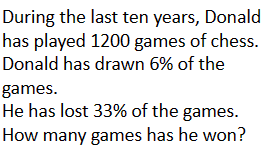 During the last ten years, Donald
has played 1200 games of chess.
Donald has drawn 6% of the
games.
He has lost 33% of the games.
How many games has he won?